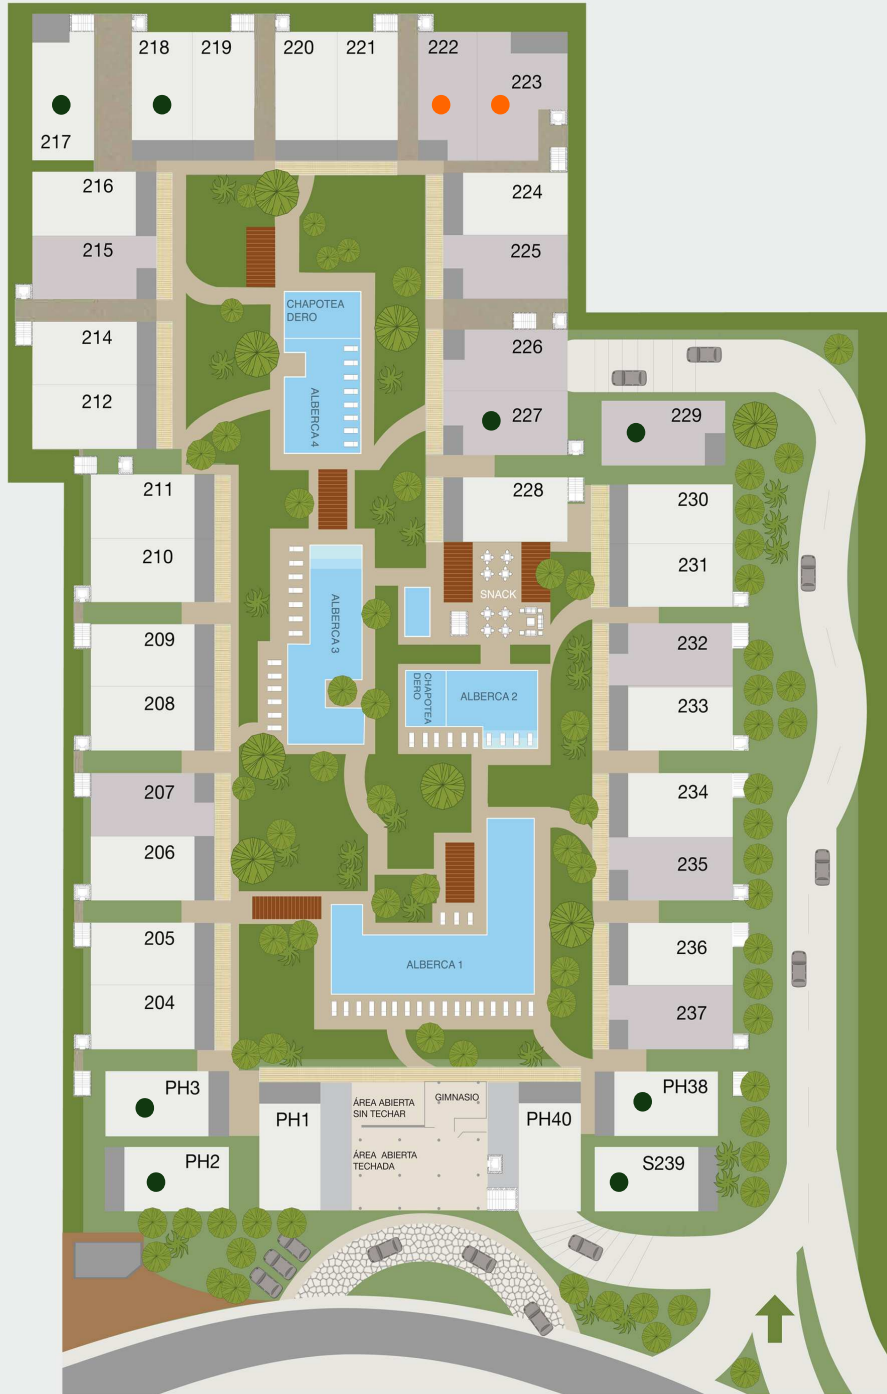 218
219
220
221
222
223
217
216
224
215
225
CHAPOTEA
DERO
214
226
212
ALBERCA 4
227
229
211
228
230
210
231
SNACK
ALBERCA 3
209
232
208
CHAPOTEA
DERO
ALBERCA 2
233
207
234
206
235
205
236
ALBERCA 1
204
237
PH3
PH38
ÁREA ABIERTA
SIN TECHAR
GIMNASIO
PH1
PH40
ÁREA ABIERTA
TECHADA
PH2
S239